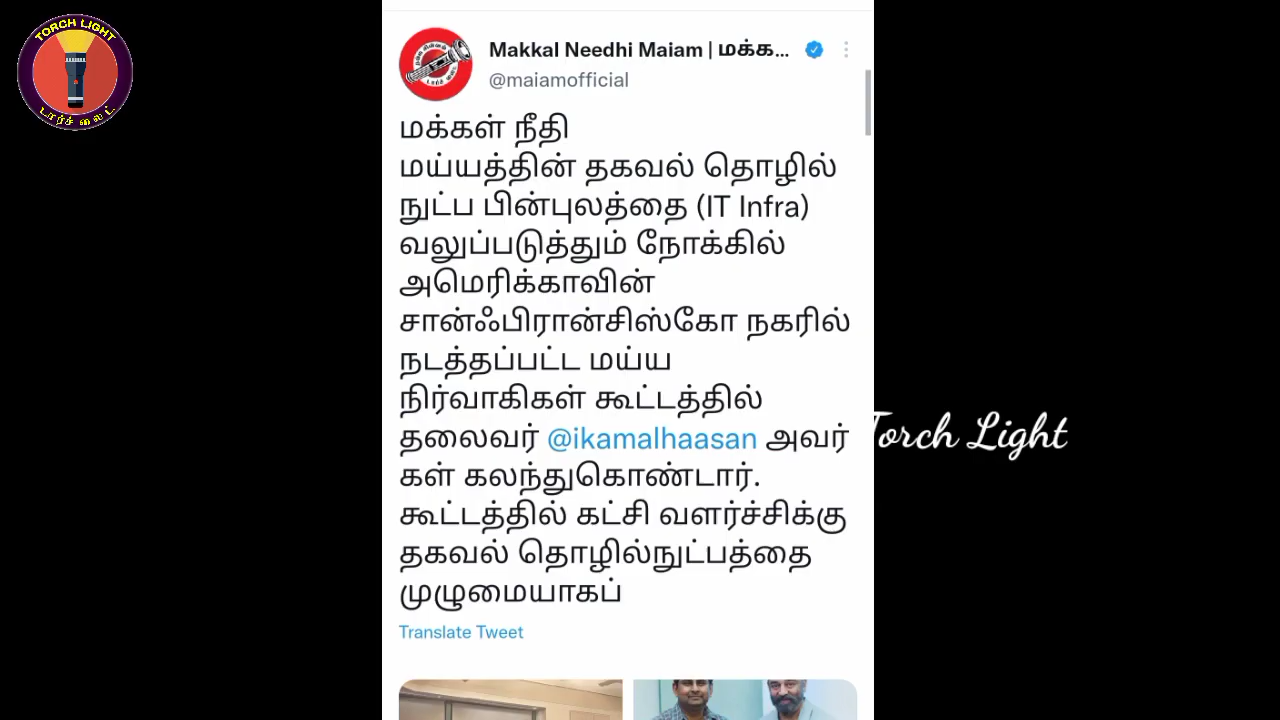 TORCH LIGHT
டார்ச் லைட்
Makkal Needhi Maiam | மக்க...
@maiamofficial
மக்கள் நீதி
மய்யத்தின் தகவல் தொழில்
நுட்ப பின்புலத்தை (IT Infra)
வலுப்படுத்தும் நோக்கில்
அமெரிக்காவின்
சான்ஃபிரான்சிஸ்கோ நகரில்
நடத்தப்பட்ட மய்ய
நிர்வாகிகள் கூட்டத்தில்
தலைவர் @ikamalhaasan அவர்
கள் கலந்துகொண்டார்.
கூட்டத்தில் கட்சி வளர்ச்சிக்கு
தகவல் தொழில்நுட்பத்தை
முழுமையாகப்
Translate Tweet
Torch Light